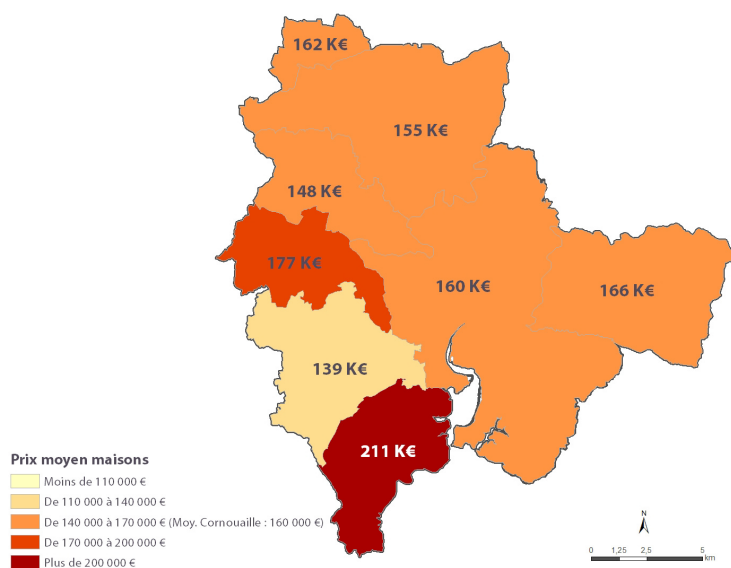 162 K€
155 K€
148 K€
177 K€
160 K€
166 K€
139 K€
211 K€
Prix moyen maisons
Moins de 110 000 €
De 110 000 à 140 000 €
De 140 000 à 170 000 € (Moy. Cornouaille : 160 000 €)
De 170 000 à 200 000 €
Plus de 200 000 €
N
0 1,25 2,5 5
km